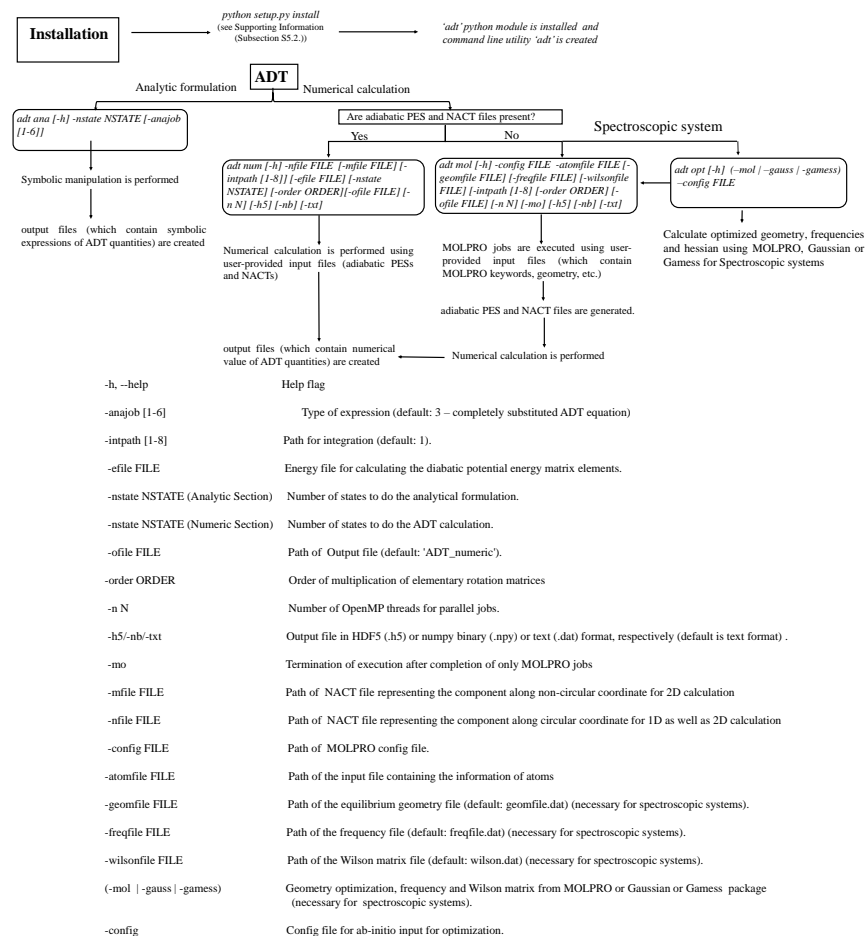 Installation
python setup.py install
(see Supporting Information
(Subsection S5.2.))
'adt' python module is installed and
command line utility 'adt' is created
ADT
Analytic formulation
Numerical calculation
adt ana [-h] -nstate NSTATE [-anajob
[1-6]]
Symbolic manipulation is performed
output files (which contain symbolic
expressions of ADT quantities) are created
Are adiabatic PES and NACT files present?
Yes
No
Spectroscopic system
adt num [-h] -nfile FILE [-mfile FILE] [-
intpath [1-8]] [-efile FILE] [-nstate
NSTATE] [-order ORDER][-ofile FILE] [-
n N] [-h5] [-nb] [-txt]
Numerical calculation is performed using
user-provided input files (adiabatic PESs
and NACTs)
output files (which contain numerical
value of ADT quantities) are created
adt mol [-h] -config FILE -atomfile FILE [-
geomfile FILE] [-freqfile FILE] [-wilsonfile
FILE] [-intpath [1-8] [-order ORDER] [-
ofile FILE] [-n N] [-mo] [-h5] [-nb] [-txt]
MOLPRO jobs are executed using user-
provided input files (which contain
MOLPRO keywords, geometry, etc.)
adiabatic PES and NACT files are generated.
Numerical calculation is performed
adt opt [-h] (–mol | –gauss | -gamess)
–config FILE
Calculate optimized geometry, frequencies
and hessian using MOLPRO, Gaussian or
Gamess for Spectroscopic systems
-h, --help Help flag
-anajob [1-6] Type of expression (default: 3 – completely substituted ADT equation)
-intpath [1-8] Path for integration (default: 1).
-efile FILE Energy file for calculating the diabatic potential energy matrix elements.
-nstate NSTATE (Analytic Section) Number of states to do the analytical formulation.
-nstate NSTATE (Numeric Section) Number of states to do the ADT calculation.
-ofile FILE Path of Output file (default: 'ADT_numeric').
-order ORDER Order of multiplication of elementary rotation matrices
-n N Number of OpenMP threads for parallel jobs.
-h5/-nb/-txt Output file in HDF5 (.h5) or numpy binary (.npy) or text (.dat) format, respectively (default is text format) .
-mo Termination of execution after completion of only MOLPRO jobs
-mfile FILE Path of NACT file representing the component along non-circular coordinate for 2D calculation
-nfile FILE Path of NACT file representing the component along circular coordinate for 1D as well as 2D calculation
-config FILE Path of MOLPRO config file.
-atomfile FILE Path of the input file containing the information of atoms
-geomfile FILE Path of the equilibrium geometry file (default: geomfile.dat) (necessary for spectroscopic systems).
-freqfile FILE Path of the frequency file (default: freqfile.dat) (necessary for spectroscopic systems).
-wilsonfile FILE Path of the Wilson matrix file (default: wilson.dat) (necessary for spectroscopic systems).
(-mol | -gauss | -gamess) Geometry optimization, frequency and Wilson matrix from MOLPRO or Gaussian or Gamess package
(necessary for spectroscopic systems).
-config Config file for ab-initio input for optimization.